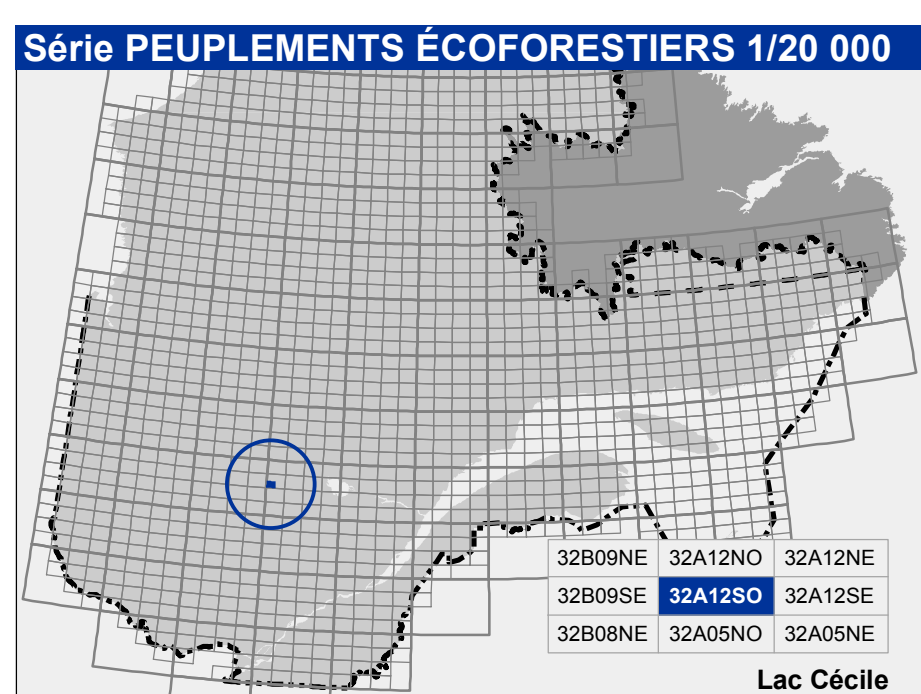 Série PEUPLEMENTS ÉCOFORESTIERS 1/20 000
32B09NE 32A12NO 32A12NE
32B09SE 32A12SO 32A12SE
32B08NE 32A05NO 32A05NE
Lac Cécile